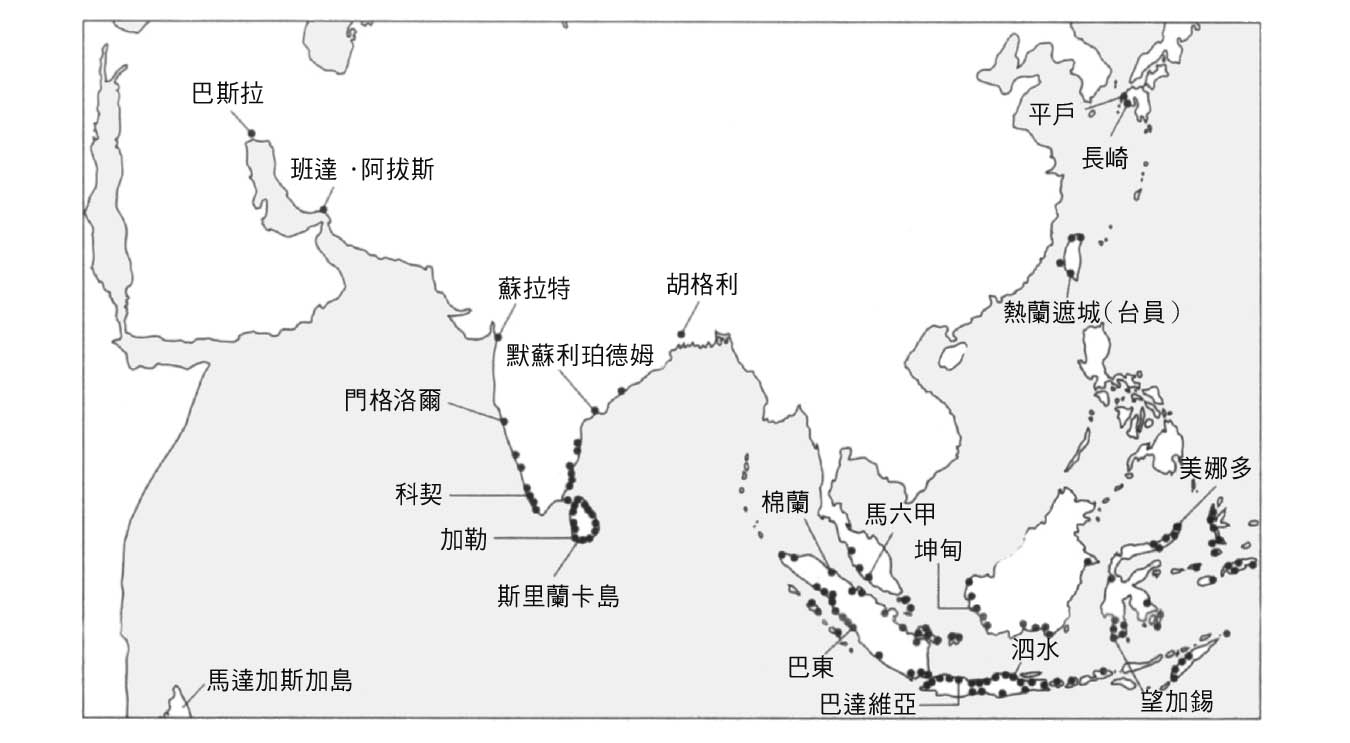 巴斯拉
平戶
班達·阿拔斯
長崎
蘇拉特
胡格利
熱蘭遮城(台員)
默蘇利珀德姆
門格洛爾
美娜多
科契
棉蘭
馬六甲
加勒
坤甸
斯里蘭卡島
泗水
巴東
馬達加斯加島
巴達維亞
望加錫